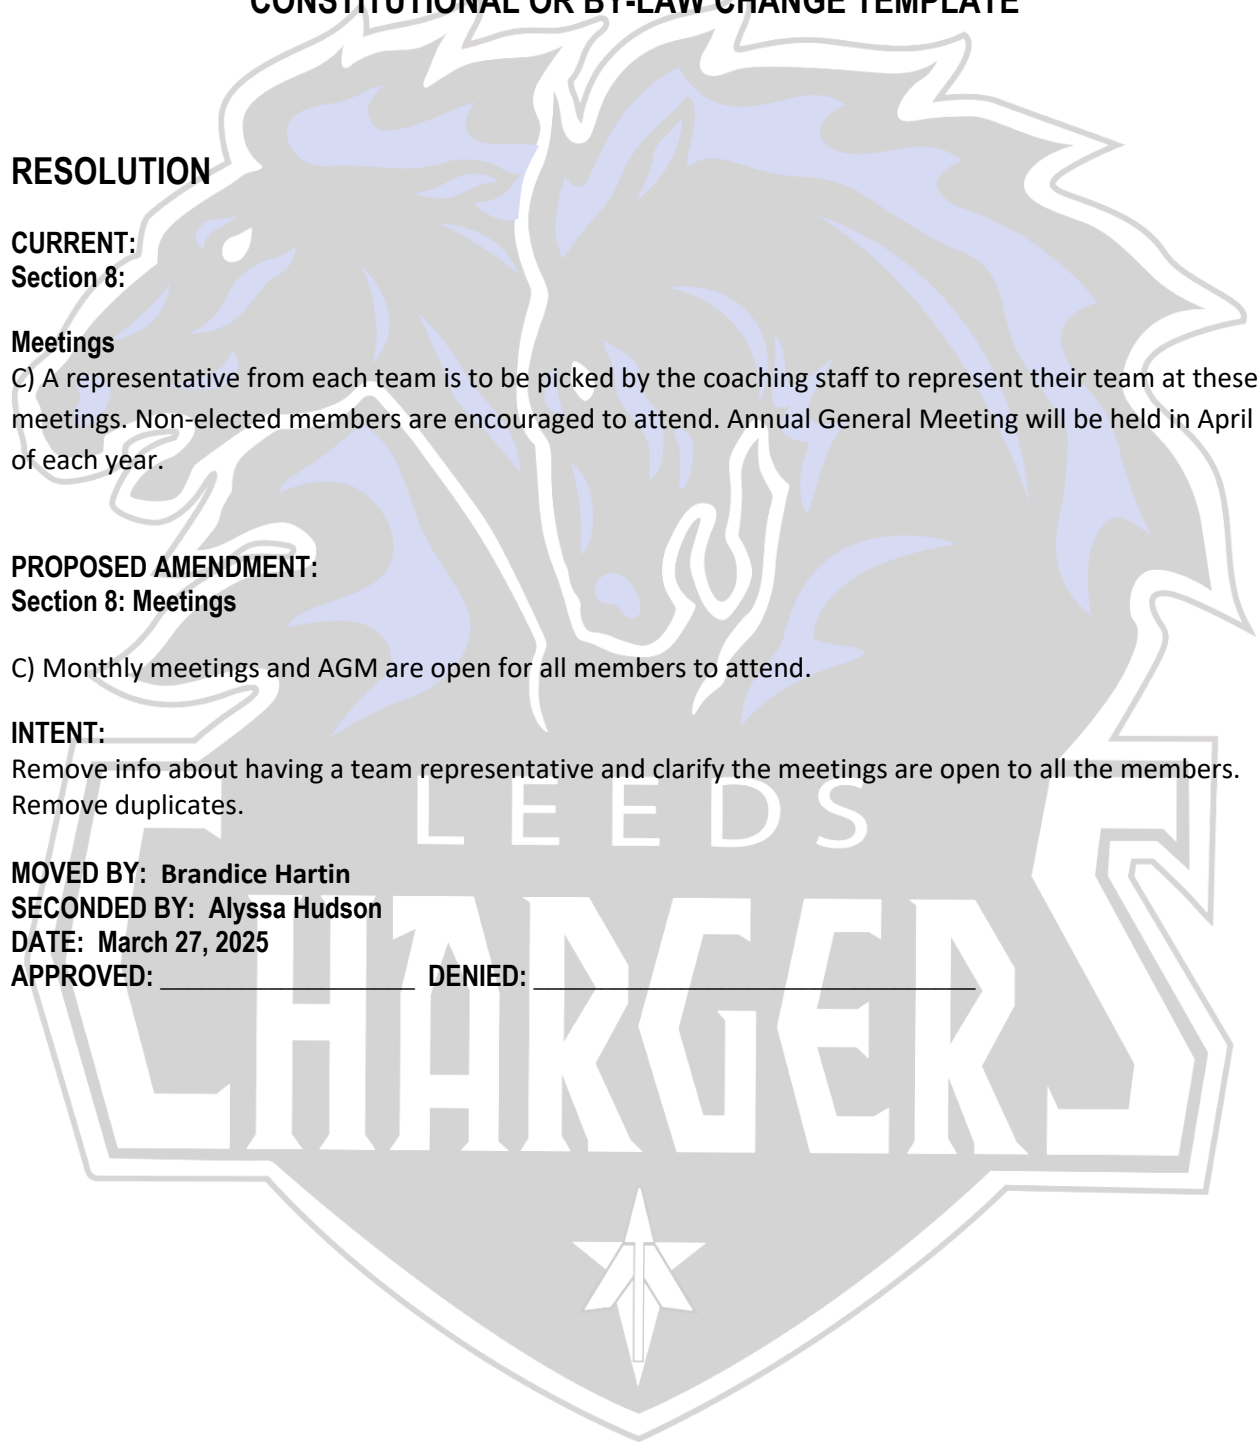 CONSTITUTIONAL OR BY-LAW CHANGE TEMPLATE
RESOLUTION
CURRENT:
Section 8:
Meetings
C) A representative from each team is to be picked by the coaching staff to represent their team at these
meetings. Non-elected members are encouraged to attend. Annual General Meeting will be held in April
of each year.
PROPOSED AMENDMENT:
Section 8: Meetings
C) Monthly meetings and AGM are open for all members to attend.
INTENT:
Remove info about having a team representative and clarify the meetings are open to all the members.
Remove duplicates.
LEEDS
MOVED BY: Brandice Hartin
SECONDED BY: Alyssa Hudson
DATE: March 27, 2025
APPROVED: _________________ DENIED: ______________________________
CHARGERS